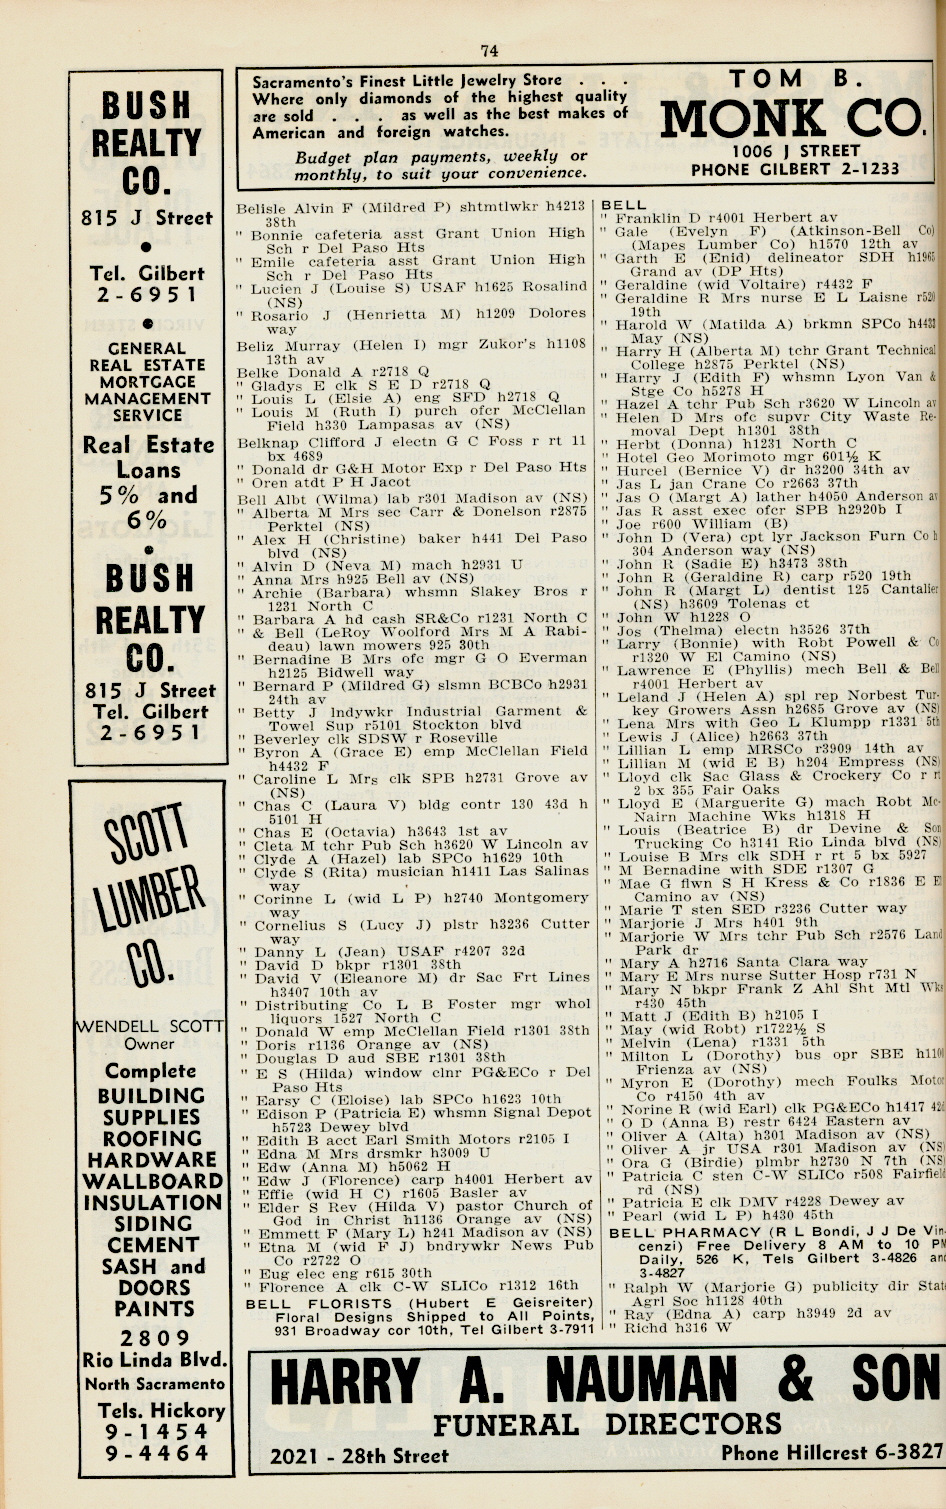 74
BUSH
REALTY
CO.
815 J Street
•
Tel. Gilbert
2-6951
•
GENERAL
REAL ESTATE
MORTGAGE
MANAGEMENT
SERVICE
Real Estate
Loans
5% and
6%
•
BUSH
REALTY
CO.
815 J Street
Tel. Gilbert
2-6951
SCOTT
LUMBER
CO.
WENDELL SCOTT
Owner
Complete
BUILDING
SUPPLIES
ROOFING
HARDWARE
WALLBOARD
INSULATION
SIDING
CEMENT
SASH and
DOORS
PAINTS
2809
Rio Linda Blvd.
North Sacramento
Tels. Hickory
9-1454
9-4464
Sacramento's Finest Little Jewelry Store . . .
Where only diamonds of the highest quality
are sold . . . as well as the best makes of
American and foreign watches.
Budget plan payments, weekly or
monthly, to suit your convenience.
TOM B.
MONK CO.
1006 J STREET
PHONE GILBERT 2-1233
Belisle Alvin F (Mildred P) shtmtlwkr h4213
38th
" Bonnie cafeteria asst Grant Union High
Sch r Del Paso Hts
" Emile cafeteria asst Grant Union High
Sch r Del Paso Hts
" Lucien J (Louise S) USAF h1625 Rosalind
(NS)
" Rosario J (Henrietta M) h1209 Dolores
way
Beliz Murray (Helen I) mgr Zukor's h1108
13th av
Belke Donald A r2718 Q
" Gladys E clk S E D r2718 Q
" Louis L (Elsie A) eng SFD h2718 Q
" Louis M (Ruth I) purch ofcr McClellan
Field h330 Lampasas av (NS)
Belknap Clifford J electn G C Foss r rt 11
bx 4689
" Donald dr G&H Motor Exp r Del Paso Hts
" Oren atdt P H Jacot
Bell Albt (Wilma) lab r301 Madison av (NS)
" Alberta M Mrs sec Carr & Donelson r2875
Perktel (NS)
" Alex H (Christine) baker h441 Del Paso
blvd (NS)
" Alvin D (Neva M) mach h2931 U
" Anna Mrs h925 Bell av (NS)
" Archie (Barbara) whsmn Slakey Bros r
1231 North C
" Barbara A hd cash SR&Co r1231 North C
" & Bell (LeRoy Woolford Mrs M A Rabi-
deau) lawn mowers 925 30th
" Bernadine B Mrs ofc mgr G O Everman
h2125 Bidwell way
" Bernard P (Mildred G) slsmn BCBCo h2931
24th av
" Betty J lndywkr Industrial Garment &
Towel Sup r5101 Stockton blvd
" Beverley clk SDSW r Roseville
" Byron A (Grace E) emp McClellan Field
h4432 F
" Caroline L Mrs clk SPB h2731 Grove av
(NS)
" Chas C (Laura V) bldg contr 130 43d h
5101 H
" Chas E (Octavia) h3643 1st av
" Cleta M tchr Pub Sch h3620 W Lincoln av
" Clyde A (Hazel) lab SPCo h1629 10th
" Clyde S (Rita) musician h1411 Las Salinas
way
" Corinne L (wid L P) h2740 Montgomery
way
" Cornelius S (Lucy J) plstr h3236 Cutter
way
" Danny L (Jean) USAF r4207 32d
" David D bkpr r1301 38th
David V (Eleanore M) dr Sac Frt Lines
h3407 10th av
" Distributing Co L B Foster mgr whol
liquors 1527 North C
" Donald W emp McClellan Field r1301 38th
" Doris r1136 Orange av (NS)
" Douglas D aud SBE r1301 38th
" E S (Hilda) window clnr PG&ECo r Del
Paso Hts
" Earsy C (Eloise) lab SPCo h1623 10th
" Edison P (Patricia E) whsmn Signal Depot
h5723 Dewey blvd
" Edith B acct Earl Smith Motors r2105 I
" Edna M Mrs drsmkr h3009 U
" Edw (Anna M) h5062 H
" Edw J (Florence) carp h4001 Herbert av
" Effie (wid H C) r1605 Basler av
" Elder S Rev (Hilda V) pastor Church of
God in Christ h1136 Orange av (NS)
" Emmett F (Mary L) h241 Madison av (NS)
" Etna M (wid F J) bndrywkr News Pub
Co r2722 O
" Eug elec eng r615 30th
" Florence A clk C-W SLICo r1312 16th
BELL FLORISTS (Hubert E Geisreiter)
Floral Designs Shipped to All Points,
931 Broadway cor 10th, Tel Gilbert 3-7911
BELL
" Franklin D r4001 Herbert av
" Gale (Evelyn F) (Atkinson-Bell Co)
(Mapes Lumber Co) h1570 12th av
" Garth E (Enid) delineator SDH h1965
Grand av (DP Hts)
" Geraldine (wid Voltaire) r4432 F
" Geraldine R Mrs nurse E L Laisne r520
19th
" Harold W (Matilda A) brkmn SPCo h4433
May (NS)
" Harry H (Alberta M) tchr Grant Technical
College h2875 Perktel (NS)
" Harry J (Edith F) whsmn Lyon Van &
Stge Co h5278 H
" Hazel A tchr Pub Sch r3620 W Lincoln av
" Helen D Mrs ofc supvr City Waste Re-
moval Dept h1301 38th
" Herbt (Donna) h1231 North C
" Hotel Geo Morimoto mgr 601½ K
" Hurcel (Bernice V) dr h3200 34th av
" Jas L jan Crane Co r2663 37th
" Jas O (Margt A) lather h4050 Anderson av
" Jas R asst exec ofcr SPB h2920b I
" Joe r600 William (B)
" John D (Vera) cpt lyr Jackson Furn Co h
304 Anderson way (NS)
" John R (Sadie E) h3473 38th
" John R (Geraldine R) carp r520 19th
" John R (Margt L) dentist 125 Cantalier
(NS) h3609 Tolenas ct
" John W h1228 O
" Jos (Thelma) electn h3526 37th
" Larry (Bonnie) with Robt Powell & Co
r1320 W El Camino (NS)
" Lawrence E (Phyllis) mech Bell & Bell
r4001 Herbert av
" Leland J (Helen A) spl rep Norbest Tur-
key Growers Assn h2685 Grove av (NS)
" Lena Mrs with Geo L Klumpp r1331 5th
" Lewis J (Alice) h2663 37th
" Lillian L emp MRSCo r3909 14th av
" Lillian M (wid E B) h204 Empress (NS)
" Lloyd clk Sac Glass & Crockery Co r rt
2 bx 355 Fair Oaks
" Lloyd E (Marguerite G) mach Robt Mc-
Nairn Machine Wks h1318 H
" Louis (Beatrice B) dr Devine & Son
Trucking Co h3141 Rio Linda blvd (NS)
" Louise B Mrs clk SDH r rt 5 bx 5927
" M Bernadine with SDE r1307 G
" Mae G flwn S H Kress & Co r1836 E El
Camino av (NS)
" Marie T sten SED r3236 Cutter way
" Marjorie J Mrs h401 9th
" Marjorie W Mrs tchr Pub Sch r2576 Land
Park dr
" Mary A h2716 Santa Clara way
" Mary E Mrs nurse Sutter Hosp r731 N
" Mary N bkpr Frank Z Ahl Sht Mtl Wks
r430 45th
" Matt J (Edith B) h2105 I
" May (wid Robt) r1722½ S
" Melvin (Lena) r1331 5th
" Milton L (Dorothy) bus opr SBE h1100
Frienza av (NS)
" Myron E (Dorothy) mech Foulks Motor
Co r4150 4th av
" Norine R (wid Earl) clk PG&ECo h1417 42d
" O D (Anna B) restr 6424 Eastern av
" Oliver A (Alta) h301 Madison av (NS)
" Oliver A jr USA r301 Madison av (NS)
" Ora G (Birdie) plmbr h2730 N 7th (NS)
" Patricia C sten C-W SLICo r508 Fairfield
rd (NS)
" Patricia E clk DMV r4228 Dewey av
" Pearl (wid L P) h430 45th
BELL PHARMACY (R L Bondi, J J De Vin-
cenzi) Free Delivery 8 AM to 10 PM
Daily, 526 K, Tels Gilbert 3-4826 and
3-4827
" Ralph W (Marjorie G) publicity dir State
Agrl Soc h1128 40th
" Ray (Edna A) carp h3949 2d av
" Richd h316 W
HARRY A. NAUMAN & SON
FUNERAL DIRECTORS
2021 - 28th Street
Phone Hillcrest 6-3827